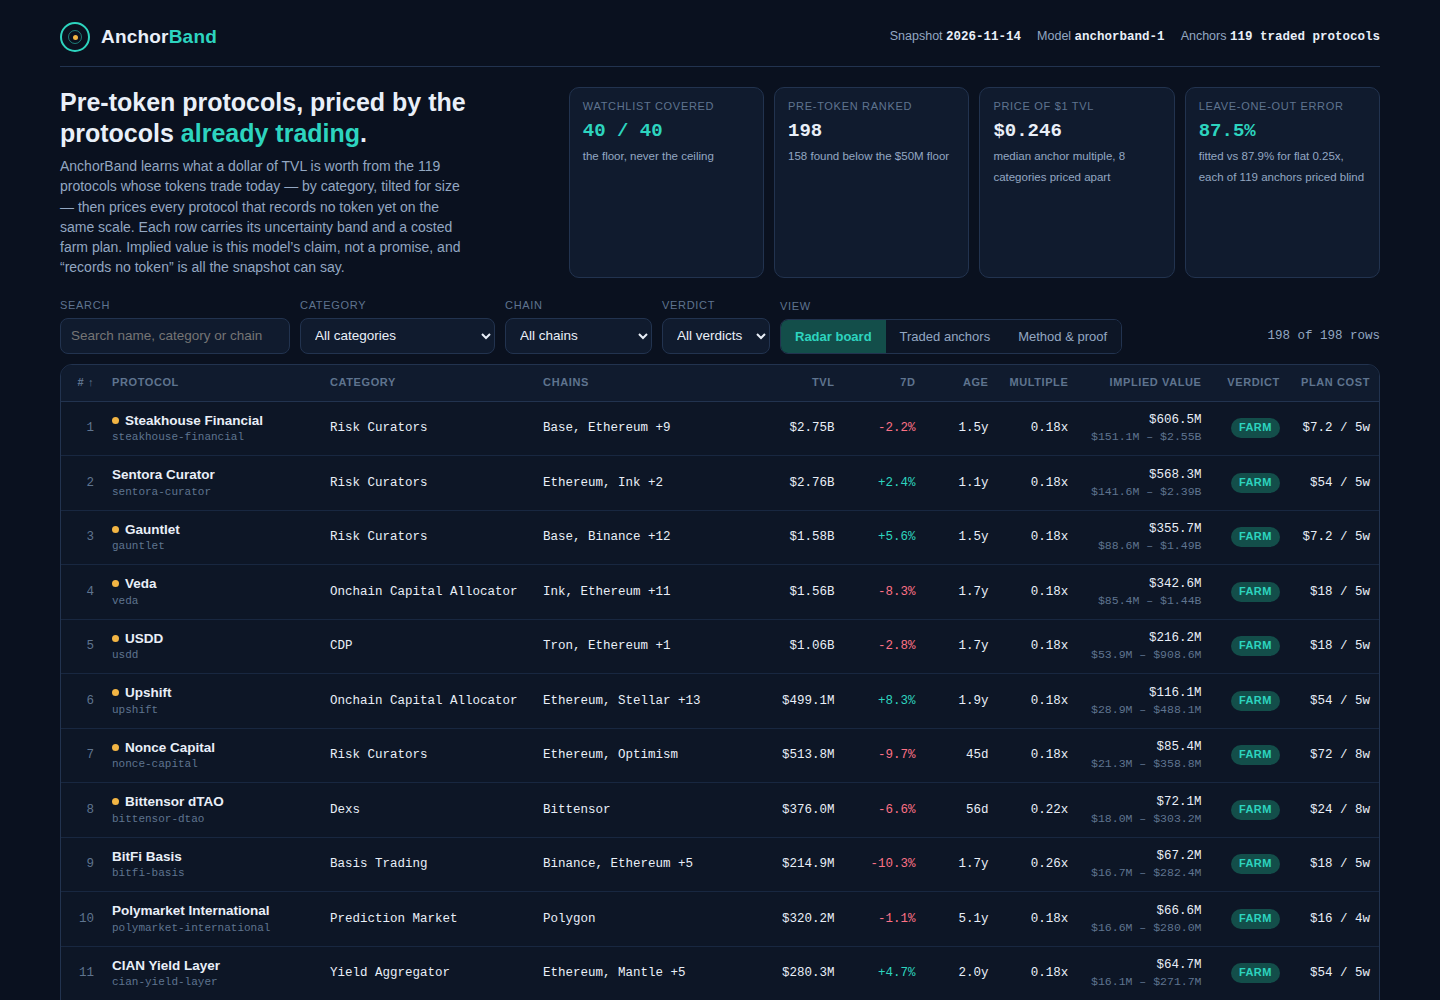 AnchorBand
Snapshot 2026-11-14 Model anchorband-1 Anchors 119 traded protocols
Pre-token protocols, priced by the
protocols already trading.
AnchorBand learns what a dollar of TVL is worth from the 119
protocols whose tokens trade today — by category, tilted for size
— then prices every protocol that records no token yet on the
same scale. Each row carries its uncertainty band and a costed
farm plan. Implied value is this model's claim, not a promise, and
“records no token” is all the snapshot can say.
WATCHLIST COVERED
40 / 40
the floor, never the ceiling
PRE-TOKEN RANKED
198
158 found below the $50M floor
PRICE OF $1 TVL
$0.246
median anchor multiple, 8
categories priced apart
LEAVE-ONE-OUT ERROR
87.5%
fitted vs 87.9% for flat 0.25x,
each of 119 anchors priced blind
SEARCH CATEGORY CHAIN VERDICT VIEW
Search name, category or chain All categories All chains All verdicts Radar board Traded anchors Method & proof 198 of 198 rows
# ↑ PROTOCOL CATEGORY CHAINS TVL 7D AGE MULTIPLE IMPLIED VALUE VERDICT PLAN COST
1 Steakhouse Financial Risk Curators Base, Ethereum +9 $2.75B -2.2% 1.5y 0.18x $606.5M FARM $7.2 / 5w
steakhouse-financial $151.1M – $2.55B
2 Sentora Curator Risk Curators Ethereum, Ink +2 $2.76B +2.4% 1.1y 0.18x $568.3M FARM $54 / 5w
sentora-curator $141.6M – $2.39B
3 Gauntlet Risk Curators Base, Binance +12 $1.58B +5.6% 1.5y 0.18x $355.7M FARM $7.2 / 5w
gauntlet $88.6M – $1.49B
4 Veda Onchain Capital Allocator Ink, Ethereum +11 $1.56B -8.3% 1.7y 0.18x $342.6M FARM $18 / 5w
veda $85.4M – $1.44B
5 USDD CDP Tron, Ethereum +1 $1.06B -2.8% 1.7y 0.18x $216.2M FARM $18 / 5w
usdd $53.9M – $908.6M
6 Upshift Onchain Capital Allocator Ethereum, Stellar +13 $499.1M +8.3% 1.9y 0.18x $116.1M FARM $54 / 5w
upshift $28.9M – $488.1M
7 Nonce Capital Risk Curators Ethereum, Optimism $513.8M -9.7% 45d 0.18x $85.4M FARM $72 / 8w
nonce-capital $21.3M – $358.8M
8 Bittensor dTAO Dexs Bittensor $376.0M -6.6% 56d 0.22x $72.1M FARM $24 / 8w
bittensor-dtao $18.0M – $303.2M
9 BitFi Basis Basis Trading Binance, Ethereum +5 $214.9M -10.3% 1.7y 0.26x $67.2M FARM $18 / 5w
bitfi-basis $16.7M – $282.4M
10 Polymarket International Prediction Market Polygon $320.2M -1.1% 5.1y 0.18x $66.6M FARM $16 / 4w
polymarket-international $16.6M – $280.0M
11 CIAN Yield Layer Yield Aggregator Ethereum, Mantle +5 $280.3M +4.7% 2.0y 0.18x $64.7M FARM $54 / 5w
cian-yield-layer $16.1M – $271.7M